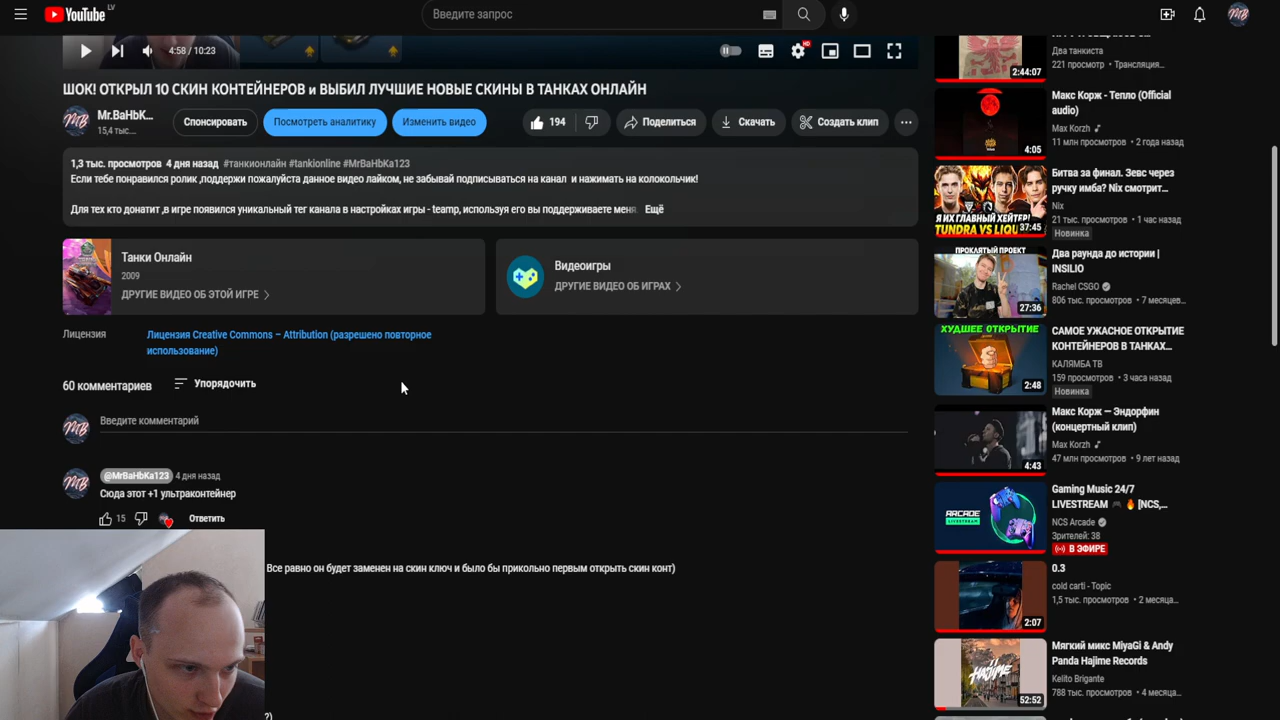 YouTube LV
Введите запрос
4:58 / 10:23
HD
ШОК! ОТКРЫЛ 10 СКИН КОНТЕЙНЕРОВ и ВЫБИЛ ЛУЧШИЕ НОВЫЕ СКИНЫ В ТАНКАХ ОНЛАЙН
Mr.BaHbK...
15,4 тыс....
Спонсировать
Посмотреть аналитику
Изменить видео
194
Поделиться
Скачать
Создать клип
1,3 тыс. просмотров 4 дня назад #танкионлайн #tankionline #MrBaHbKa123
Если тебе понравился ролик ,поддержи пожалуйста данное видео лайком, не забывай подписываться на канал и нажимать на колокольчик!
Для тех кто донатит ,в игре появился уникальный тег канала в настройках игры - teamp, используя его вы поддерживаете меня. Ещё
Танки Онлайн
2009
ДРУГИЕ ВИДЕО ОБ ЭТОЙ ИГРЕ
Видеоигры
ДРУГИЕ ВИДЕО ОБ ИГРАХ
Лицензия
Лицензия Creative Commons – Attribution (разрешено повторное
использование)
60 комментариев
Упорядочить
Введите комментарий
@MrBaHbKa123 4 дня назад
Сюда этот +1 ультраконтейнер
15
Ответить
Все равно он будет заменен на скин ключ и было бы прикольно первым открыть скин конт)
?)
Два танкиста
221 просмотр • Трансляция...
2:44:07
Макс Корж - Тепло (Official
audio)
Max Korzh
11 млн просмотров • 2 года назад
4:05
Битва за финал. Зевс через
ручку имба? Nix смотрит...
Nix
21 тыс. просмотров • 1 час назад
Новинка
Я ИХ ГЛАВНЫЙ ХЕЙТЕР!
TUNDRA VS LIQU
37:45
ПРОКЛЯТЫЙ ПРОЕКТ
Два раунда до истории |
INSILIO
Rachel CSGO
806 тыс. просмотров • 7 месяцев...
27:36
ХУДШЕЕ ОТКРЫТИЕ
САМОЕ УЖАСНОЕ ОТКРЫТИЕ
КОНТЕЙНЕРОВ В ТАНКАХ...
КАЛЯМБА ТВ
159 просмотров • 3 часа назад
Новинка
2:48
Макс Корж — Эндорфин
(концертный клип)
Max Korzh
47 млн просмотров • 9 лет назад
4:43
Gaming Music 24/7
LIVESTREAM 🎮 🔥 [NCS,...
NCS Arcade
Зрителей: 38
В ЭФИРЕ
ARCADE
LIVESTREAM
0.3
cold carti - Topic
1,5 тыс. просмотров • 2 месяца...
2:07
Мягкий микс MiyaGi & Andy
Panda Hajime Records
Kelito Brigante
788 тыс. просмотров • 4 месяца...
HAJIME
52:52